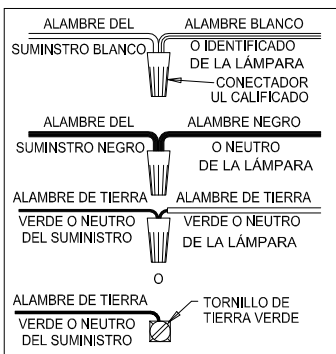 ALAMBRE DEL ALAMBRE BLANCO
SUMINSTRO BLANCO O IDENTIFICADO
DE LA LÁMPARA
CONECTADOR
UL CALIFICADO
ALAMBRE DEL ALAMBRE NEGRO
SUMINSTRO NEGRO O NEUTRO
DE LA LÁMPARA
ALAMBRE DE TIERRA ALAMBRE DE TIERRA
VERDE O NEUTRO VERDE O NEUTRO
DEL SUMINISTRO DE LA LÁMPARA
O
ALAMBRE DE TIERRA TORNILLO DE
VERDE O NEUTRO TIERRA VERDE
DEL SUMINISTRO